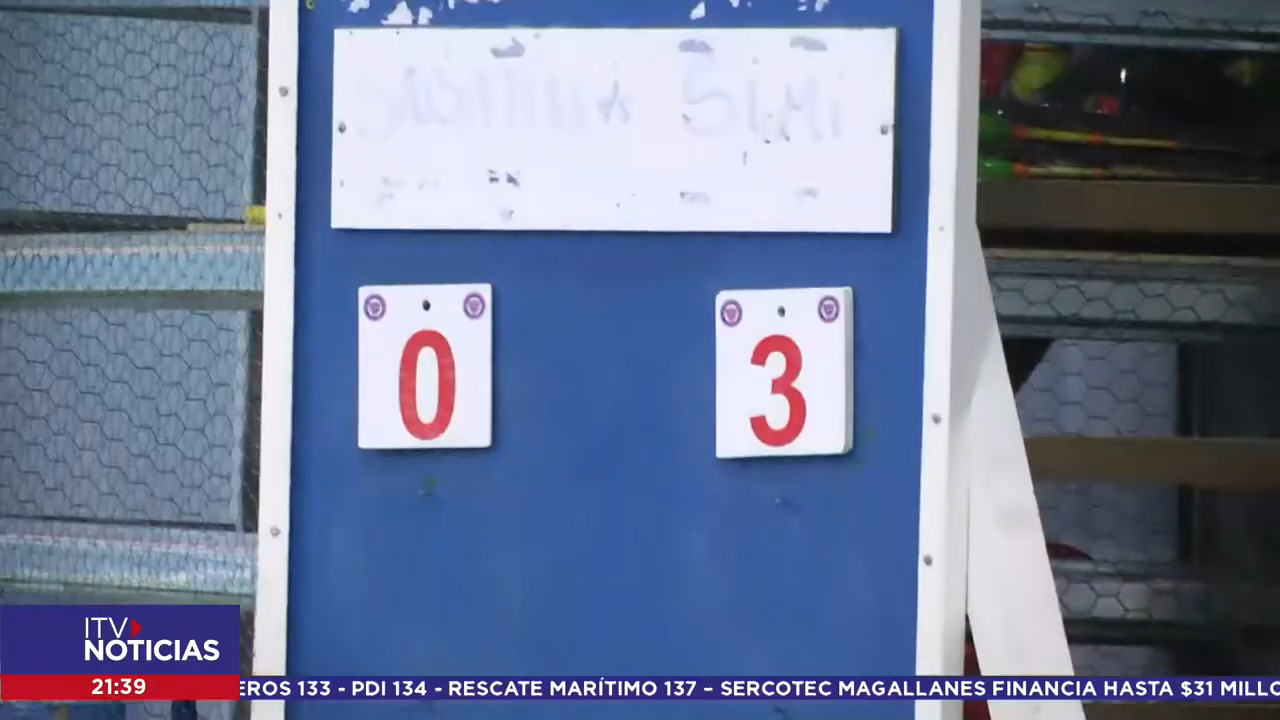 SIMI
0 3
ITV
NOTICIAS
21:39
EROS 133 - PDI 134 - RESCATE MARÍTIMO 137 – SERCOTEC MAGALLANES FINANCIA HASTA $31 MILLO